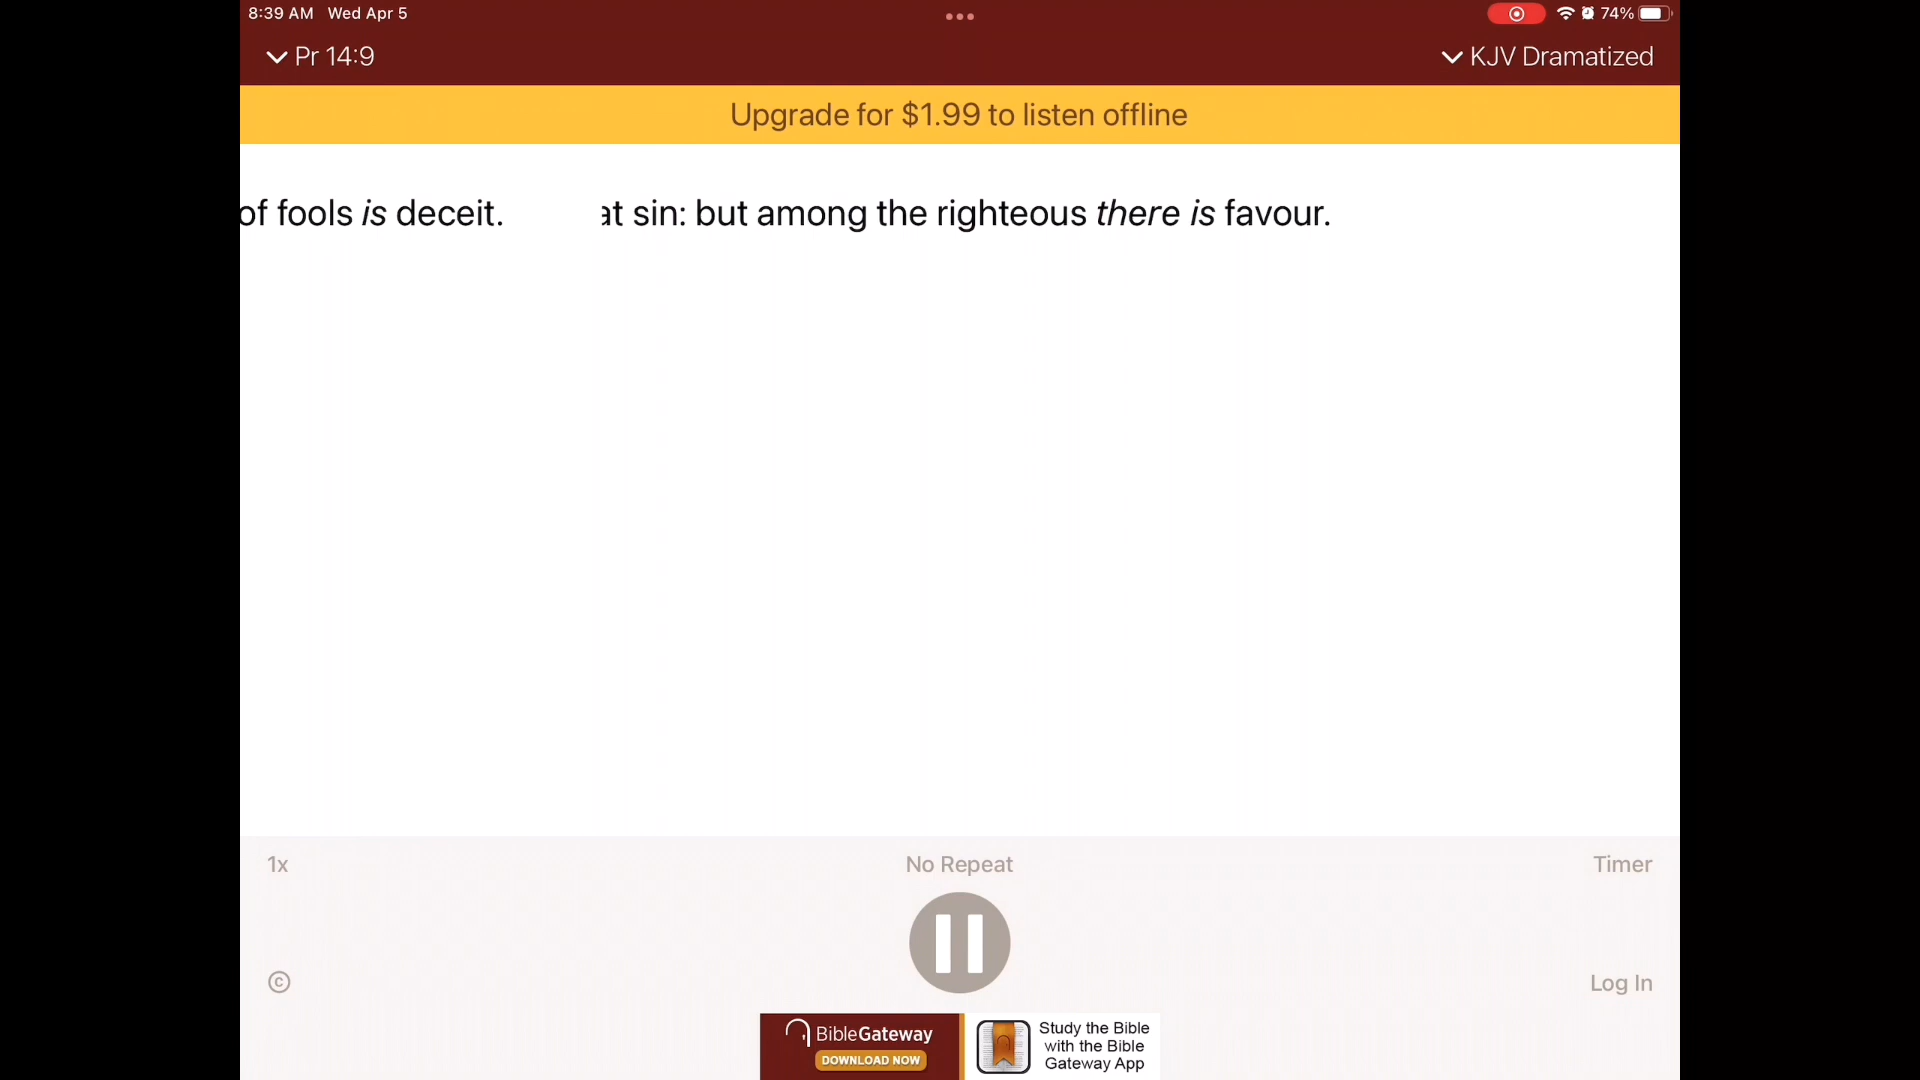 8:39 AM Wed Apr 5
74%
Pr 14:9
KJV Dramatized
Upgrade for $1.99 to listen offline
of fools is deceit.
at sin: but among the righteous there is favour.
1x
No Repeat
Timer
©
Log In
BibleGateway
DOWNLOAD NOW
Study the Bible
with the Bible
Gateway App